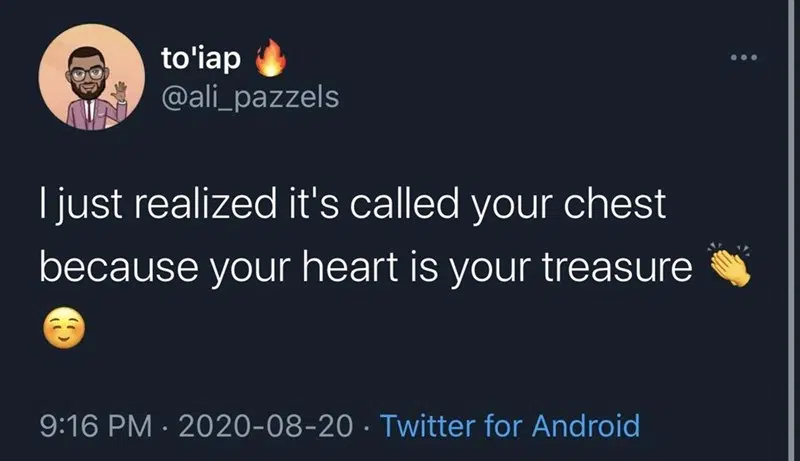 to'iap 🔥
@ali_pazzels
I just realized it's called your chest
because your heart is your treasure 👏
☺️
9:16 PM · 2020-08-20 · Twitter for Android